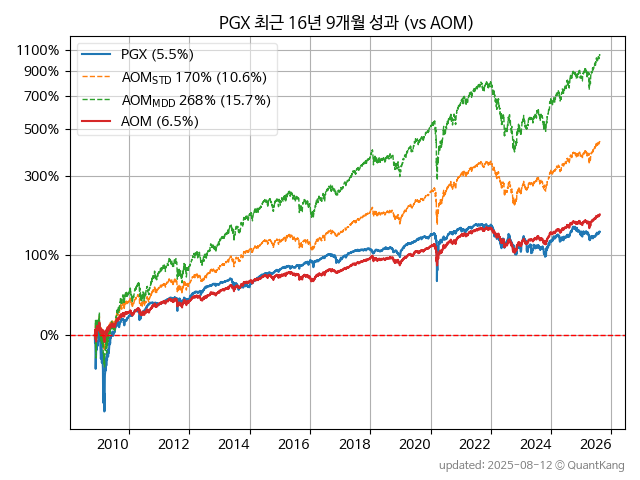 PGX 최근 16년 9개월 성과 (vs AOM)
PGX (5.5%)
AOM_STD 170% (10.6%)
AOM_MDD 268% (15.7%)
AOM (6.5%)
1100%
900%
700%
500%
300%
100%
0%
2010 2012 2014 2016 2018 2020 2022 2024 2026
updated: 2025-08-12 © QuantKang